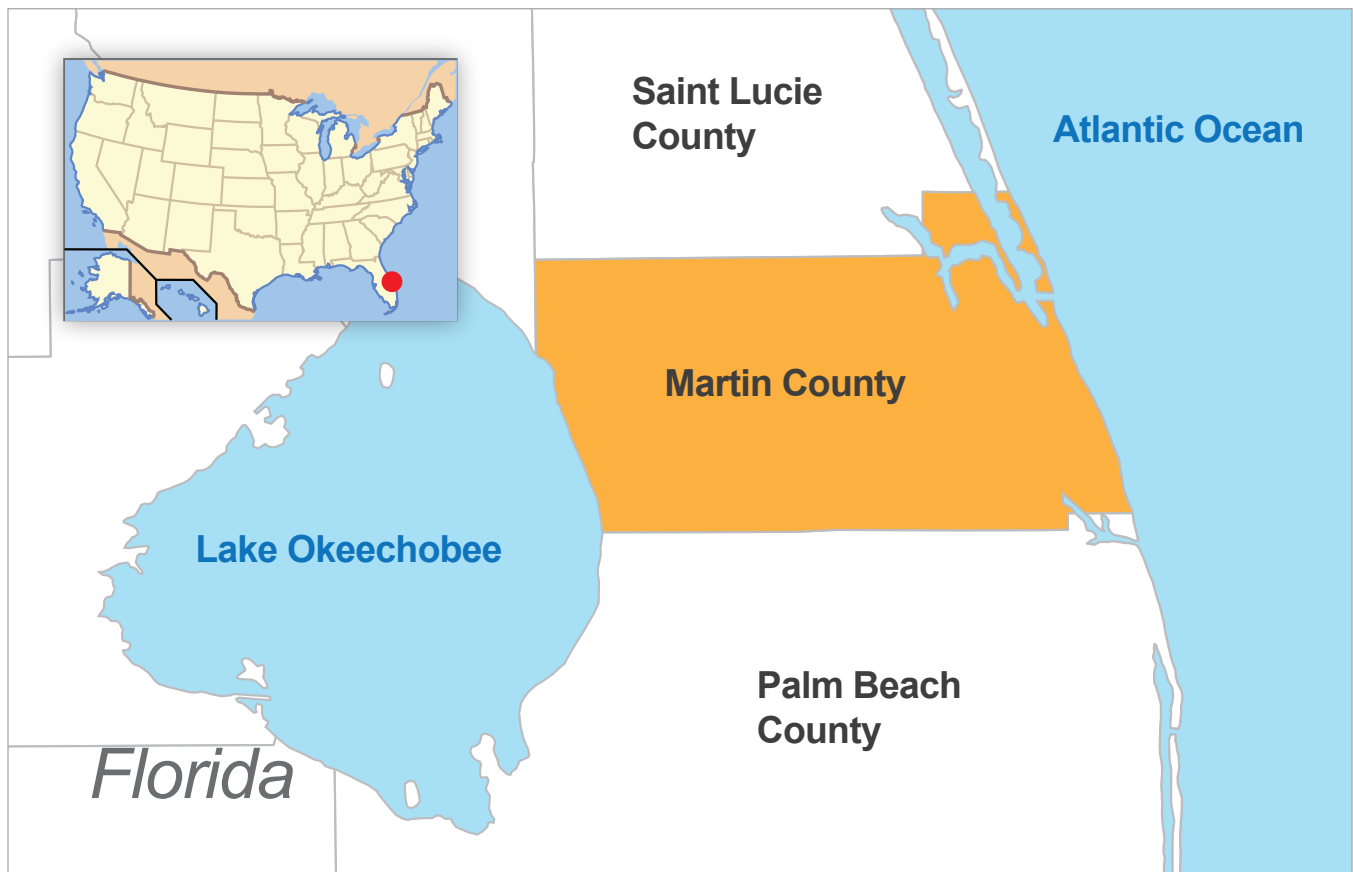 Saint Lucie
County
Atlantic Ocean
Martin County
Lake Okeechobee
Palm Beach
County
Florida